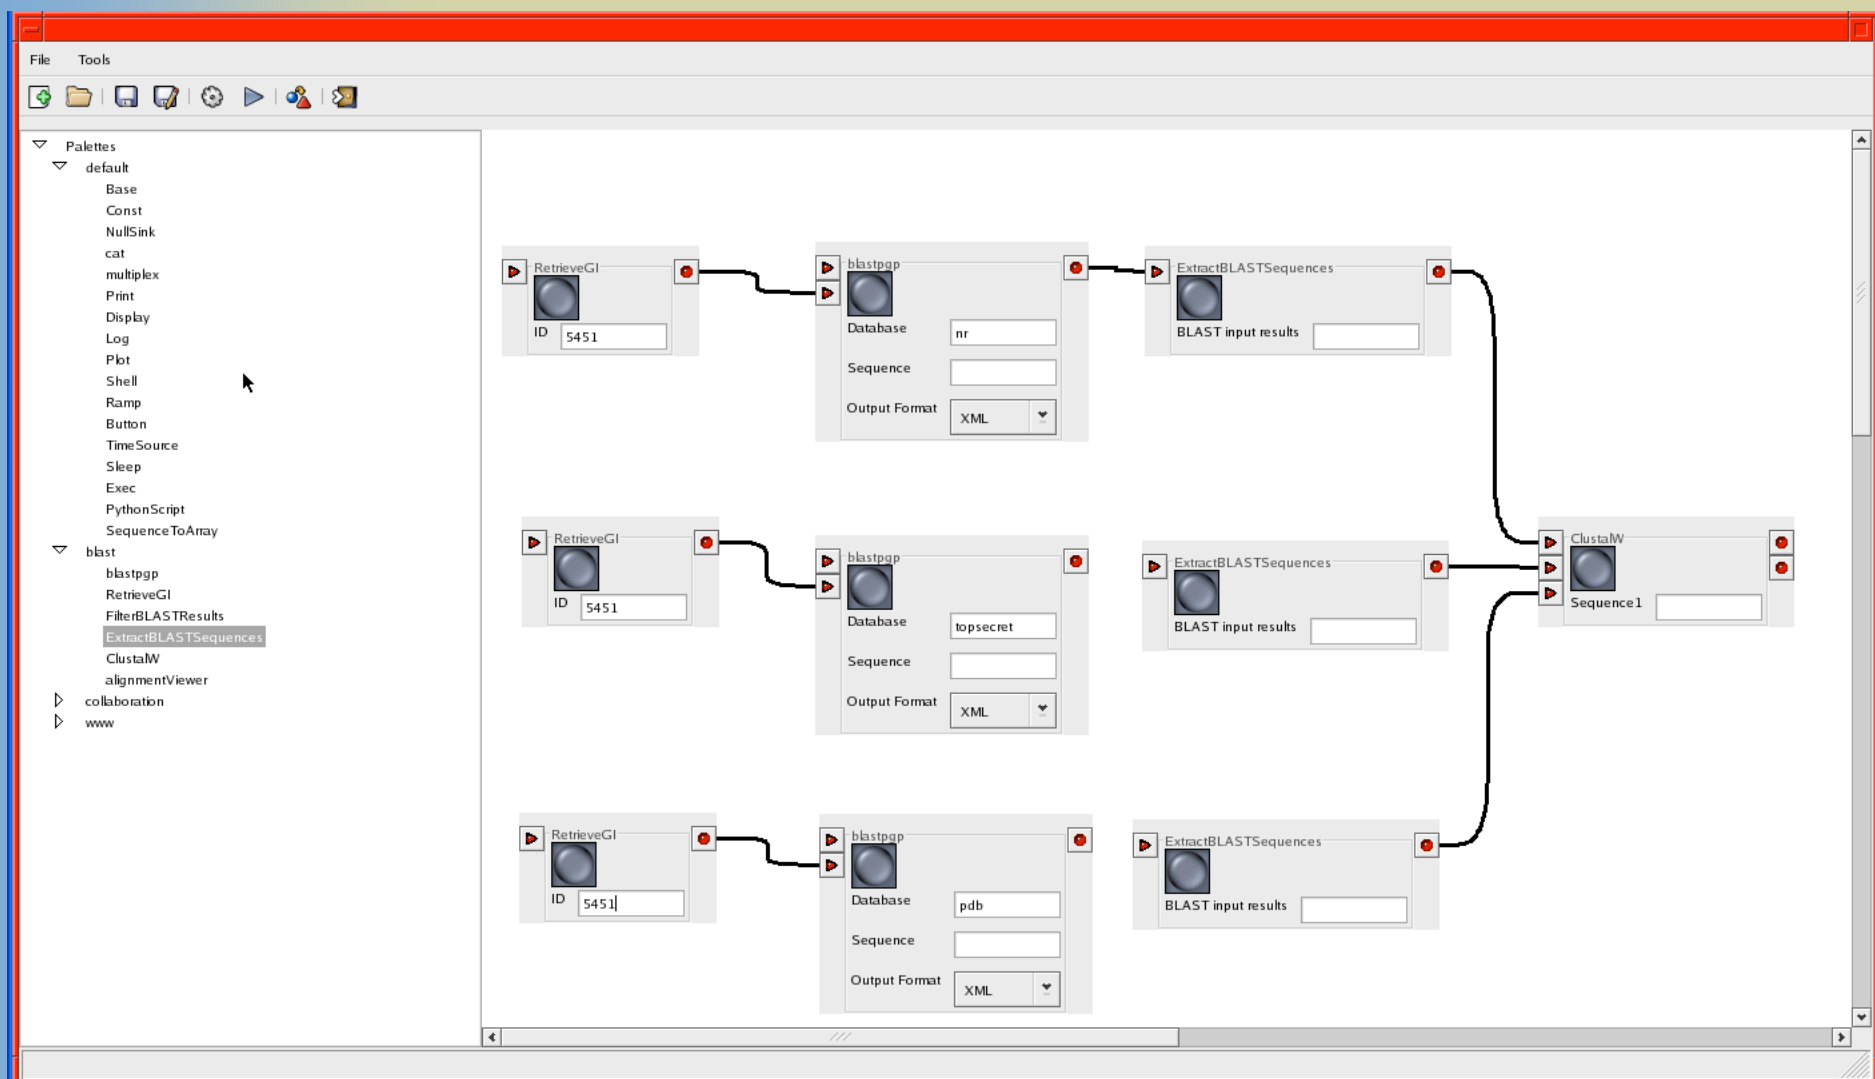 File Tools
Palettes
default
Base
Const
NullSink
cat
multiplex
Print
Display
Log
Plot
Shell
Ramp
Button
TimeSource
Sleep
Exec
PythonScript
SequenceToArray
blast
blastpgp
RetrieveGI
FilterBLASTResults
ExtractBLASTSequences
ClustalW
alignmentViewer
collaboration
www
RetrieveGI
ID 5451
blastpgp
Database nr
Sequence
Output Format XML
ExtractBLASTSequences
BLAST input results
RetrieveGI
ID 5451
blastpgp
Database topsecret
Sequence
Output Format XML
ExtractBLASTSequences
BLAST input results
ClustalW
Sequence1
RetrieveGI
ID 5451
blastpgp
Database pdb
Sequence
Output Format XML
ExtractBLASTSequences
BLAST input results